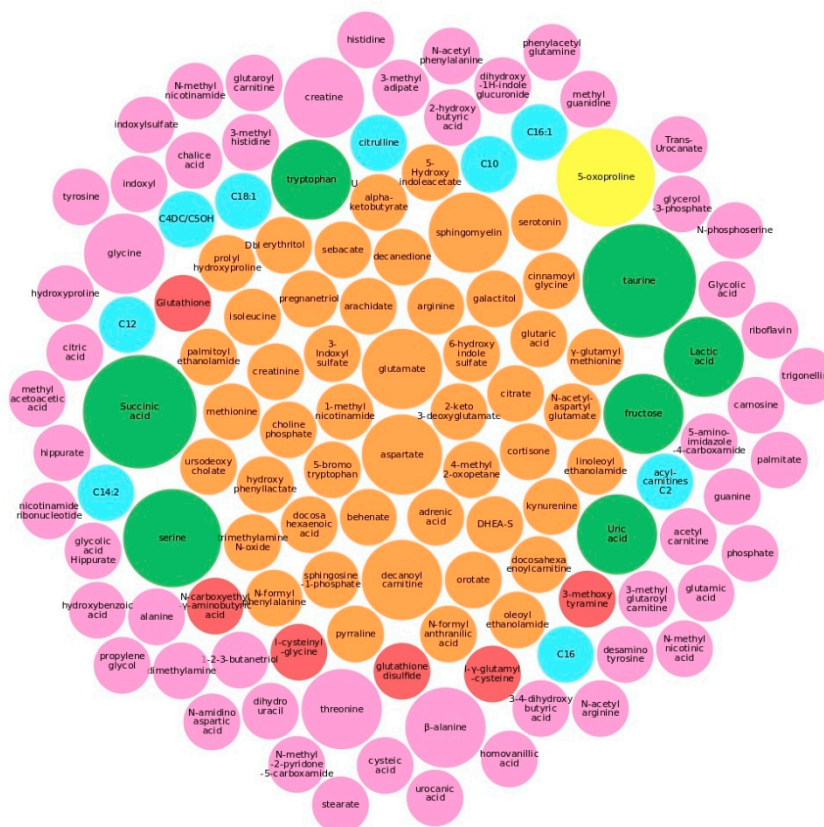 histidine
phenylacetyl
glutamine
N-acetyl
phenylalanine
creatine
3-methyl
adipate
dihydroxy
-1H-indole
glucuronide
N-methyl
nicotinamide
glutaroyl
carnitine
methyl
guanidine
2-hydroxy
butyric acid
indoxylsulfate
3-methyl
histidine
citrulline
C16:1
Trans-
Urocanate
chalice
acid
5-
Hydroxy
indoleacetate
C10
5-oxoproline
tryptophan
U
indoxyl
tyrosine
C18:1
alpha-
ketobutyrate
glycerol
-3-phosphate
C4DC/C5OH
sphingomyelin
serotonin
N-phosphoserine
glycine
Dbl erythritol
sebacate
decanedione
prolyl
hydroxyproline
cinnamoyl
glycine
taurine
Glycolic
acid
hydroxyproline
Glutathione
pregnanetriol
arachidate
arginine
galactitol
isoleucine
C12
riboflavin
citric
acid
palmitoyl
ethanolamide
3-
Indoxyl
sulfate
6-hydroxy
indole
sulfate
glutaric
acid
γ-glutamyl
methionine
Lactic
acid
creatinine
glutamate
trigonellin
methyl
acetoacetic
acid
Succinic
acid
methionine
1-methyl
nicotinamide
2-keto
3-deoxyglutamate
citrate
N-acetyl-
aspartyl
glutamate
fructose
carnosine
choline
phosphate
5-amino-
imidazole
-4-carboxamide
hippurate
ursodeoxy
cholate
aspartate
cortisone
linoleoyl
ethanolamide
palmitate
hydroxy
phenyllactate
5-bromo
tryptophan
4-methyl
2-oxopetane
acyl-
carnitines
C2
C14:2
nicotinamide
ribonucleotide
kynurenine
guanine
docosa
hexaenoic
acid
behenate
adrenic acid
DHEA-S
serine
trimethylamine
N-oxide
Uric
acid
acetyl
carnitine
glycolic
acid
Hippurate
phosphate
docosahexa
enoylcarnitine
sphingosine
-1-phosphate
decanoyl
carnitine
orotate
3-methoxy
tyramine
3-methyl
glutaroyl
carnitine
glutamic
acid
hydroxybenzoic
acid
alanine
N-carboxyethyl
-γ-aminobutyric
acid
N-formyl
phenylalanine
oleoyl
ethanolamide
pyrraline
N-formyl
anthranilic
acid
l-cysteinyl
-glycine
propylene
glycol
dimethylamine
1-2-3-butanetriol
glutathione
disulfide
l-γ-glutamyl
-cysteine
C16
desamino
tyrosine
N-methyl
nicotinic acid
N-amidino
aspartic
acid
dihydro
uracil
threonine
β-alanine
3-4-dihydroxy
butyric acid
N-acetyl
arginine
N-methyl
-2-pyridone
-5-carboxamide
cysteic
acid
homovanillic
acid
stearate
urocanic
acid